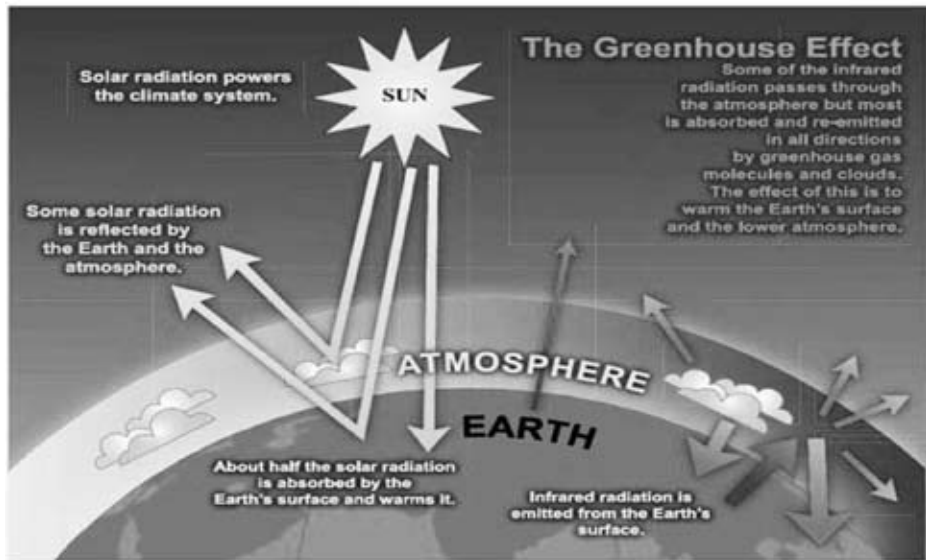 The Greenhouse Effect
Some of the infrared
radiation passes through
the atmosphere but most
is absorbed and re-emitted
in all directions
by greenhouse gas
molecules and clouds.
The effect of this is to
warm the Earth's surface
and the lower atmosphere.
Solar radiation powers
the climate system.
SUN
Some solar radiation
is reflected by
the Earth and the
atmosphere.
ATMOSPHERE
EARTH
About half the solar radiation
is absorbed by the
Earth's surface and warms it.
Infrared radiation is
emitted from the Earth's
surface.